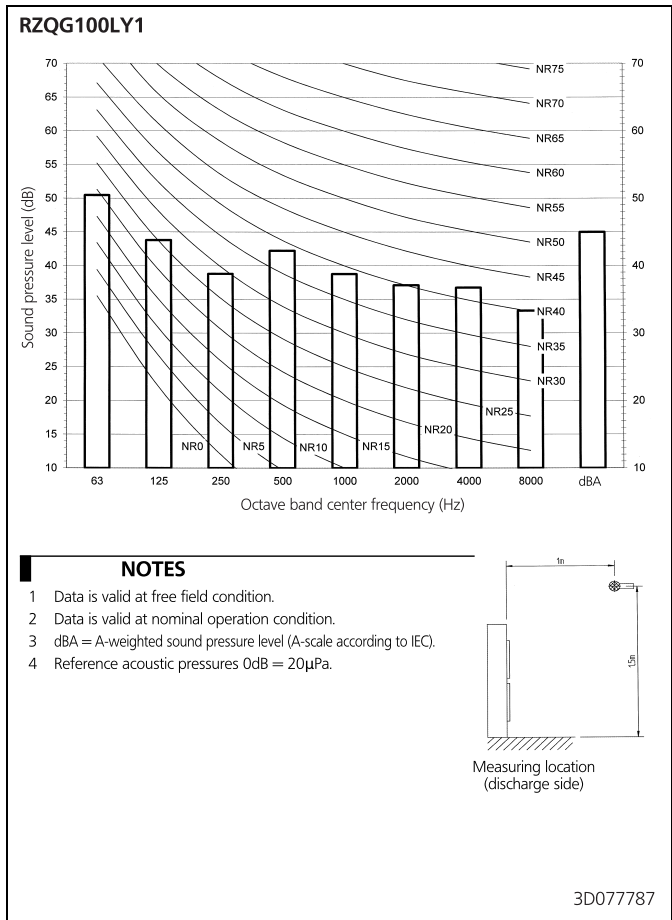 RZQG100LY1
Sound pressure level (dB)
70
65
60
55
50
45
40
35
30
25
20
15
10
NR75
NR70
NR65
NR60
NR55
NR50
NR45
NR40
NR35
NR30
NR25
NR20
NR0
NR5
NR10
NR15
70
60
50
40
30
20
10
63 125 250 500 1000 2000 4000 8000 dBA
Octave band center frequency (Hz)
NOTES
1 Data is valid at free field condition.
2 Data is valid at nominal operation condition.
3 dBA = A-weighted sound pressure level (A-scale according to IEC).
4 Reference acoustic pressures 0dB = 20µPa.
1m
1.5m
Measuring location
(discharge side)
3D077787